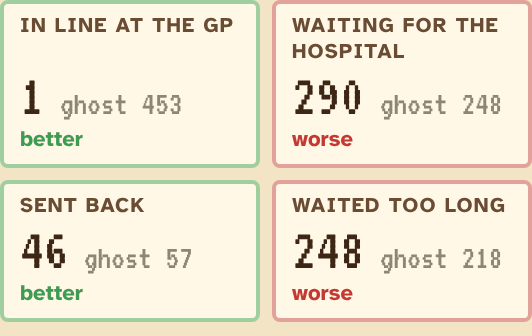 IN LINE AT THE GP
1 ghost 453
better
WAITING FOR THE
HOSPITAL
290 ghost 248
worse
SENT BACK
46 ghost 57
better
WAITED TOO LONG
248 ghost 218
worse